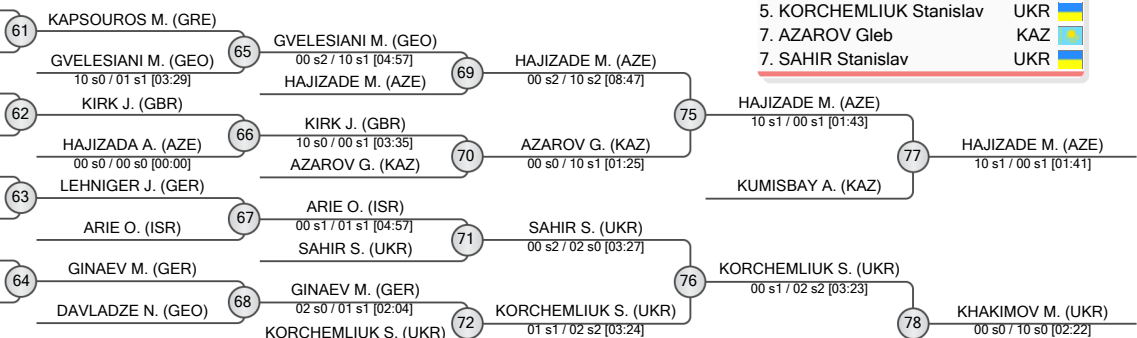 5. KORCHEMLIUK Stanislav UKR
7. AZAROV Gleb KAZ
7. SAHIR Stanislav UKR
61
KAPSOUROS M. (GRE)
GVELESIANI M. (GEO)
10 s0 / 01 s1 [03:29]
62
KIRK J. (GBR)
HAJIZADA A. (AZE)
00 s0 / 00 s0 [00:00]
63
LEHNIGER J. (GER)
ARIE O. (ISR)
64
GINAEV M. (GER)
DAVLADZE N. (GEO)
65
GVELESIANI M. (GEO)
00 s2 / 10 s1 [04:57]
HAJIZADE M. (AZE)
66
KIRK J. (GBR)
10 s0 / 00 s1 [03:35]
AZAROV G. (KAZ)
67
ARIE O. (ISR)
00 s1 / 01 s1 [04:57]
SAHIR S. (UKR)
68
GINAEV M. (GER)
02 s0 / 01 s1 [02:04]
KORCHEMLIUK S. (UKR)
69
HAJIZADE M. (AZE)
00 s2 / 10 s2 [08:47]
70
AZAROV G. (KAZ)
00 s0 / 10 s1 [01:25]
71
SAHIR S. (UKR)
00 s2 / 02 s0 [03:27]
72
KORCHEMLIUK S. (UKR)
01 s1 / 02 s2 [03:24]
75
HAJIZADE M. (AZE)
10 s1 / 00 s1 [01:43]
KUMISBAY A. (KAZ)
76
KORCHEMLIUK S. (UKR)
00 s1 / 02 s2 [03:23]
77
HAJIZADE M. (AZE)
10 s1 / 00 s1 [01:41]
78
KHAKIMOV M. (UKR)
00 s0 / 10 s0 [02:22]